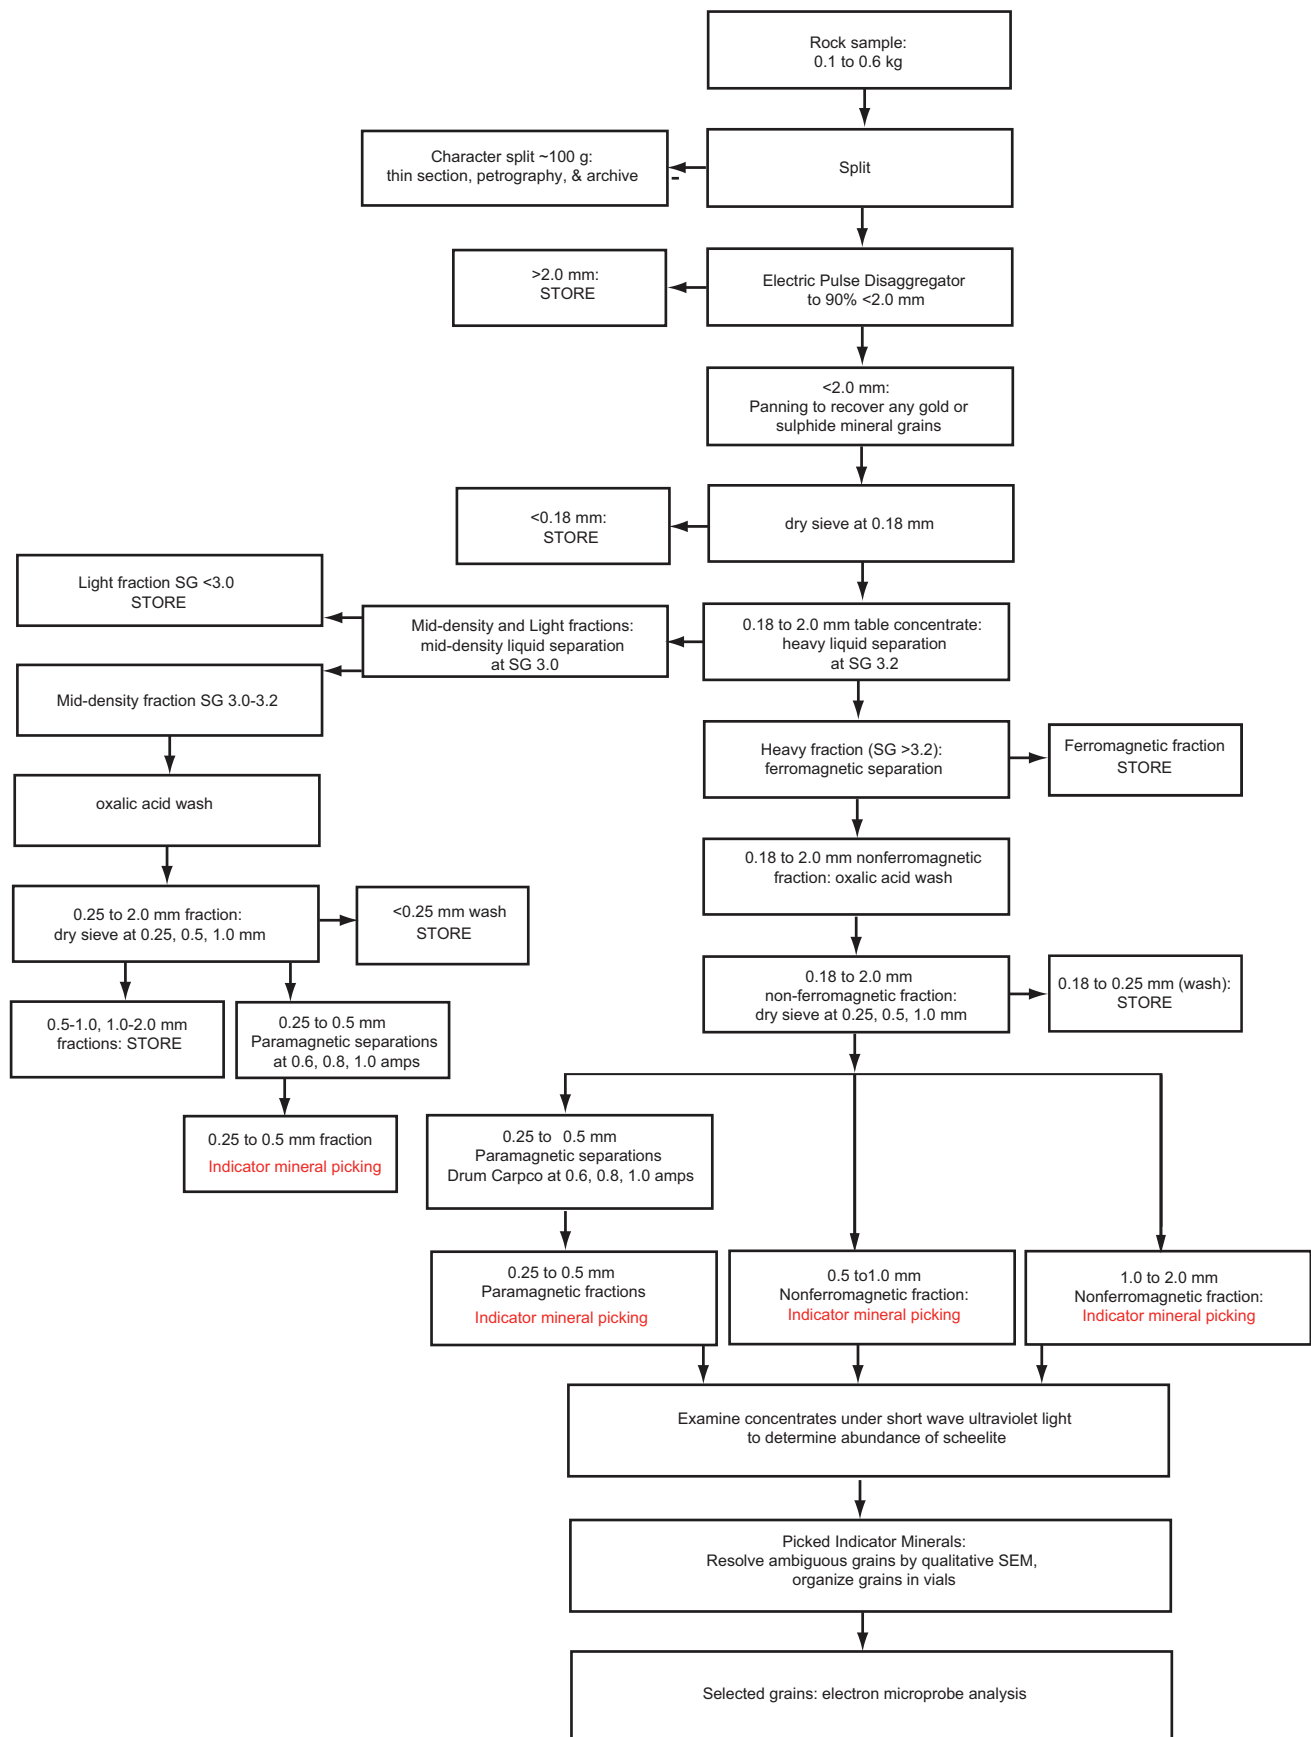 Rock sample:
0.1 to 0.6 kg
Character split ~100 g:
thin section, petrography, & archive
Split
>2.0 mm:
STORE
Electric Pulse Disaggregator
to 90% <2.0 mm
<2.0 mm:
Panning to recover any gold or
sulphide mineral grains
<0.18 mm:
STORE
dry sieve at 0.18 mm
Light fraction SG <3.0
STORE
Mid-density and Light fractions:
mid-density liquid separation
at SG 3.0
0.18 to 2.0 mm table concentrate:
heavy liquid separation
at SG 3.2
Mid-density fraction SG 3.0-3.2
Heavy fraction (SG >3.2):
ferromagnetic separation
Ferromagnetic fraction
STORE
oxalic acid wash
0.18 to 2.0 mm nonferromagnetic
fraction: oxalic acid wash
0.25 to 2.0 mm fraction:
dry sieve at 0.25, 0.5, 1.0 mm
<0.25 mm wash
STORE
0.18 to 2.0 mm
non-ferromagnetic fraction:
dry sieve at 0.25, 0.5, 1.0 mm
0.18 to 0.25 mm (wash):
STORE
0.5-1.0, 1.0-2.0 mm
fractions: STORE
0.25 to 0.5 mm
Paramagnetic separations
at 0.6, 0.8, 1.0 amps
0.25 to 0.5 mm fraction
Indicator mineral picking
0.25 to 0.5 mm
Paramagnetic separations
Drum Carpco at 0.6, 0.8, 1.0 amps
0.25 to 0.5 mm
Paramagnetic fractions
Indicator mineral picking
0.5 to1.0 mm
Nonferromagnetic fraction:
Indicator mineral picking
1.0 to 2.0 mm
Nonferromagnetic fraction:
Indicator mineral picking
Examine concentrates under short wave ultraviolet light
to determine abundance of scheelite
Picked Indicator Minerals:
Resolve ambiguous grains by qualitative SEM,
organize grains in vials
Selected grains: electron microprobe analysis